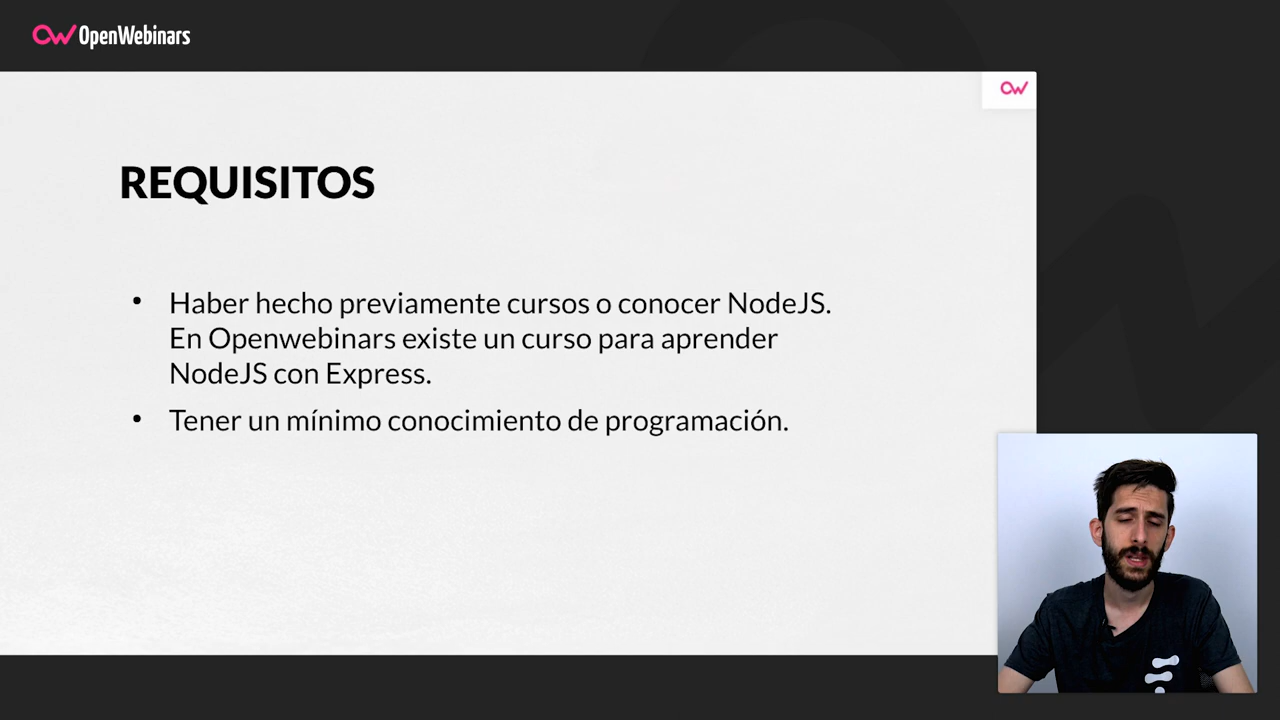 OpenWebinars
REQUISITOS
• Haber hecho previamente cursos o conocer NodeJS.
En Openwebinars existe un curso para aprender
NodeJS con Express.
• Tener un mínimo conocimiento de programación.